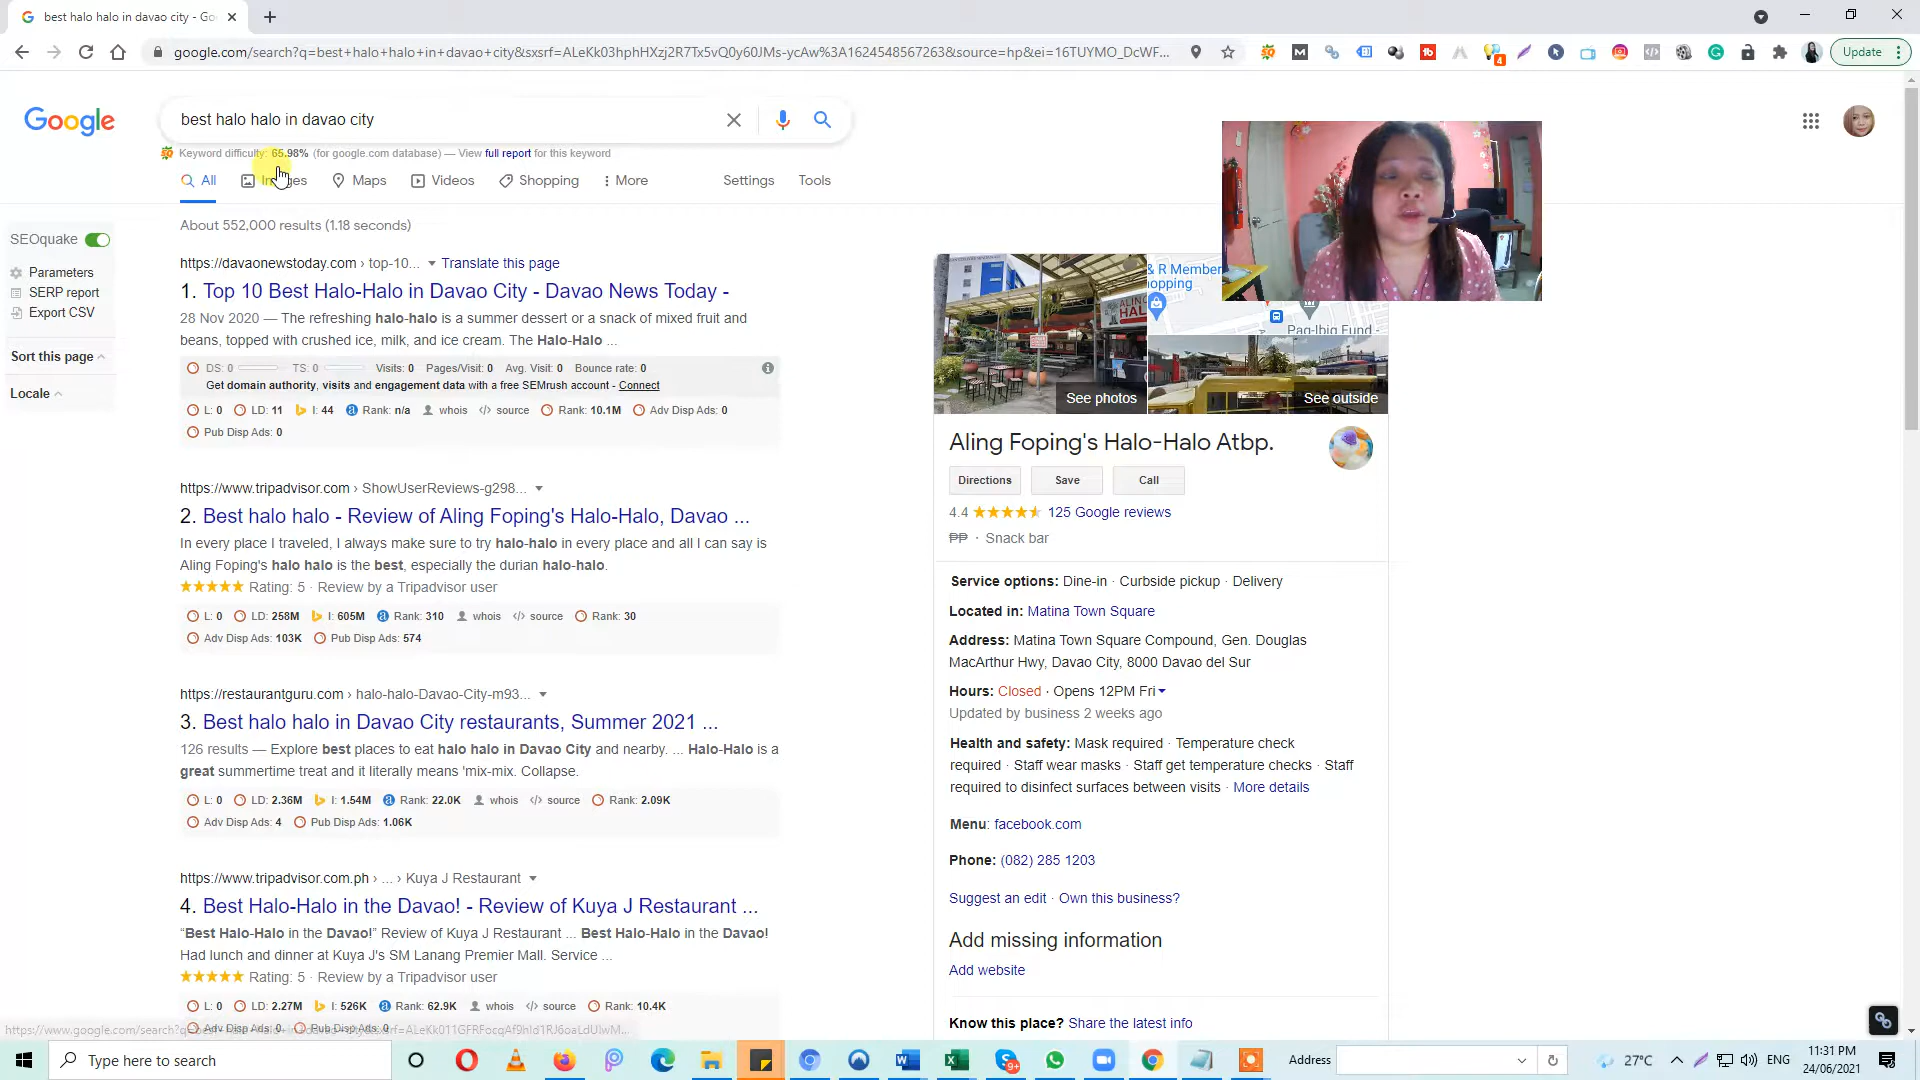 best halo halo in davao city - Go
google.com/search?q=best+halo+halo+in+davao+city&sxsrf=ALeKk03hphHXzj2R7Tx5vQ0y60JMs-ycAw%3A1624548567263&source=hp&ei=16TUYMO_DcWF...
4
Update
Google
best halo halo in davao city
Keyword difficulty: 65.98% (for google.com database) — View full report for this keyword
All
Images
Maps
Videos
Shopping
More
Settings
Tools
About 552,000 results (1.18 seconds)
SEOquake
Parameters
SERP report
Export CSV
Sort this page
Locale
https://davaonewstoday.com › top-10... Translate this page
1. Top 10 Best Halo-Halo in Davao City - Davao News Today -
28 Nov 2020 — The refreshing halo-halo is a summer dessert or a snack of mixed fruit and
beans, topped with crushed ice, milk, and ice cream. The Halo-Halo ...
DS: 0 TS: 0 Visits: 0 Pages/Visit: 0 Avg. Visit: 0 Bounce rate: 0
Get domain authority, visits and engagement data with a free SEMrush account - Connect
L: 0 LD: 11 I: 44 Rank: n/a whois source Rank: 10.1M Adv Disp Ads: 0
Pub Disp Ads: 0
https://www.tripadvisor.com › ShowUserReviews-g298...
2. Best halo halo - Review of Aling Foping's Halo-Halo, Davao ...
In every place I traveled, I always make sure to try halo-halo in every place and all I can say is
Aling Foping's halo halo is the best, especially the durian halo-halo.
Rating: 5 · Review by a Tripadvisor user
L: 0 LD: 258M I: 605M Rank: 310 whois source Rank: 30
Adv Disp Ads: 103K Pub Disp Ads: 574
https://restaurantguru.com › halo-halo-Davao-City-m93...
3. Best halo halo in Davao City restaurants, Summer 2021 ...
126 results — Explore best places to eat halo halo in Davao City and nearby. ... Halo-Halo is a
great summertime treat and it literally means 'mix-mix. Collapse.
L: 0 LD: 2.36M I: 1.54M Rank: 22.0K whois source Rank: 2.09K
Adv Disp Ads: 4 Pub Disp Ads: 1.06K
https://www.tripadvisor.com.ph › ... › Kuya J Restaurant
4. Best Halo-Halo in the Davao! - Review of Kuya J Restaurant ...
“Best Halo-Halo in the Davao!” Review of Kuya J Restaurant ... Best Halo-Halo in the Davao!
Had lunch and dinner at Kuya J's SM Lanang Premier Mall. Service ...
Rating: 5 · Review by a Tripadvisor user
L: 0 LD: 2.27M I: 526K Rank: 62.9K whois source Rank: 10.4K
Adv Disp Ads: 0 Pub Disp Ads: 0
& R Member
hopping
Pag-Ibig Fund -
See photos
See outside
Aling Foping's Halo-Halo Atbp.
Directions
Save
Call
4.4 125 Google reviews
₱₱ · Snack bar
Service options: Dine-in · Curbside pickup · Delivery
Located in: Matina Town Square
Address: Matina Town Square Compound, Gen. Douglas
MacArthur Hwy, Davao City, 8000 Davao del Sur
Hours: Closed · Opens 12PM Fri
Updated by business 2 weeks ago
Health and safety: Mask required · Temperature check
required · Staff wear masks · Staff get temperature checks · Staff
required to disinfect surfaces between visits · More details
Menu: facebook.com
Phone: (082) 285 1203
Suggest an edit · Own this business?
Add missing information
Add website
Know this place? Share the latest info
Type here to search
9+
Address
27°C
ENG
11:31 PM
24/06/2021